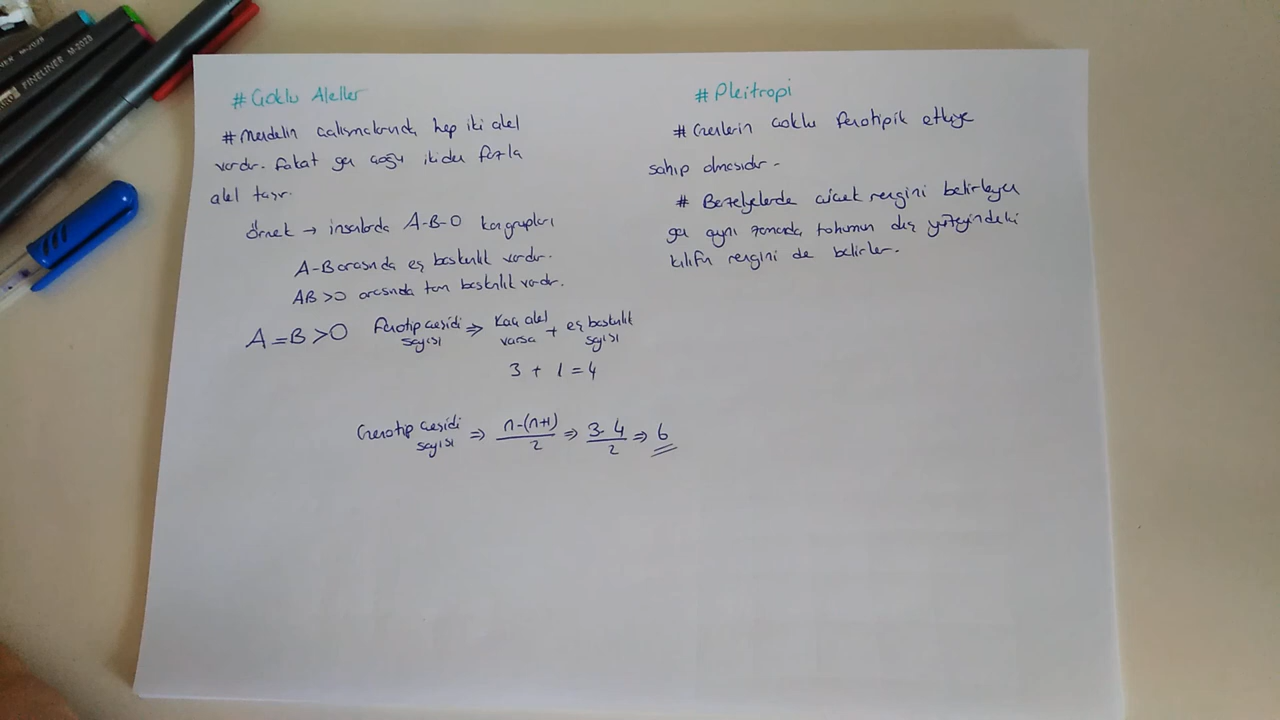 # Çoklu Aleller
# Mendelin çalışmalarında hep iki alel
vardır. Fakat gen çoğu ikiden fazla
alel taşır.
Örnek → insanlarda A-B-0 kan grupları
A-B arasında eş baskınlık vardır.
AB > 0 arasında tam baskınlık vardır.
A = B > 0 Fenotip çeşidi sayısı ⇒ Kaç alel varsa + eş baskınlık sayısı
3 + 1 = 4
Genotip çeşidi sayısı ⇒ n.(n+1)/2 ⇒ 3.4/2 ⇒ 6
# Pleitropi
# Genlerin çoklu fenotipik etkiye
sahip olmasıdır.
# Bezelyelerde çiçek rengini belirleyen
gen aynı zamanda tohumun dış yüzeyindeki
kılıfın rengini de belirler.
FINELINER M-2023
M-2023